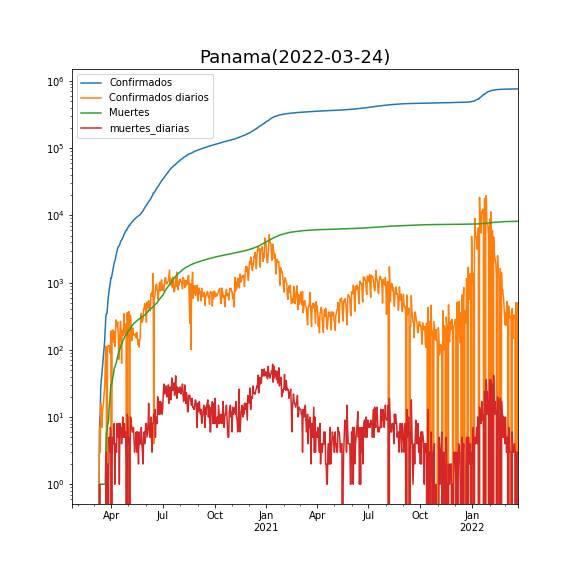 Panama(2022-03-24)
Confirmados
Confirmados diarios
Muertes
muertes_diarias
10^6
10^5
10^4
10^3
10^2
10^1
10^0
Apr Jul Oct Jan Apr Jul Oct Jan
2021 2022